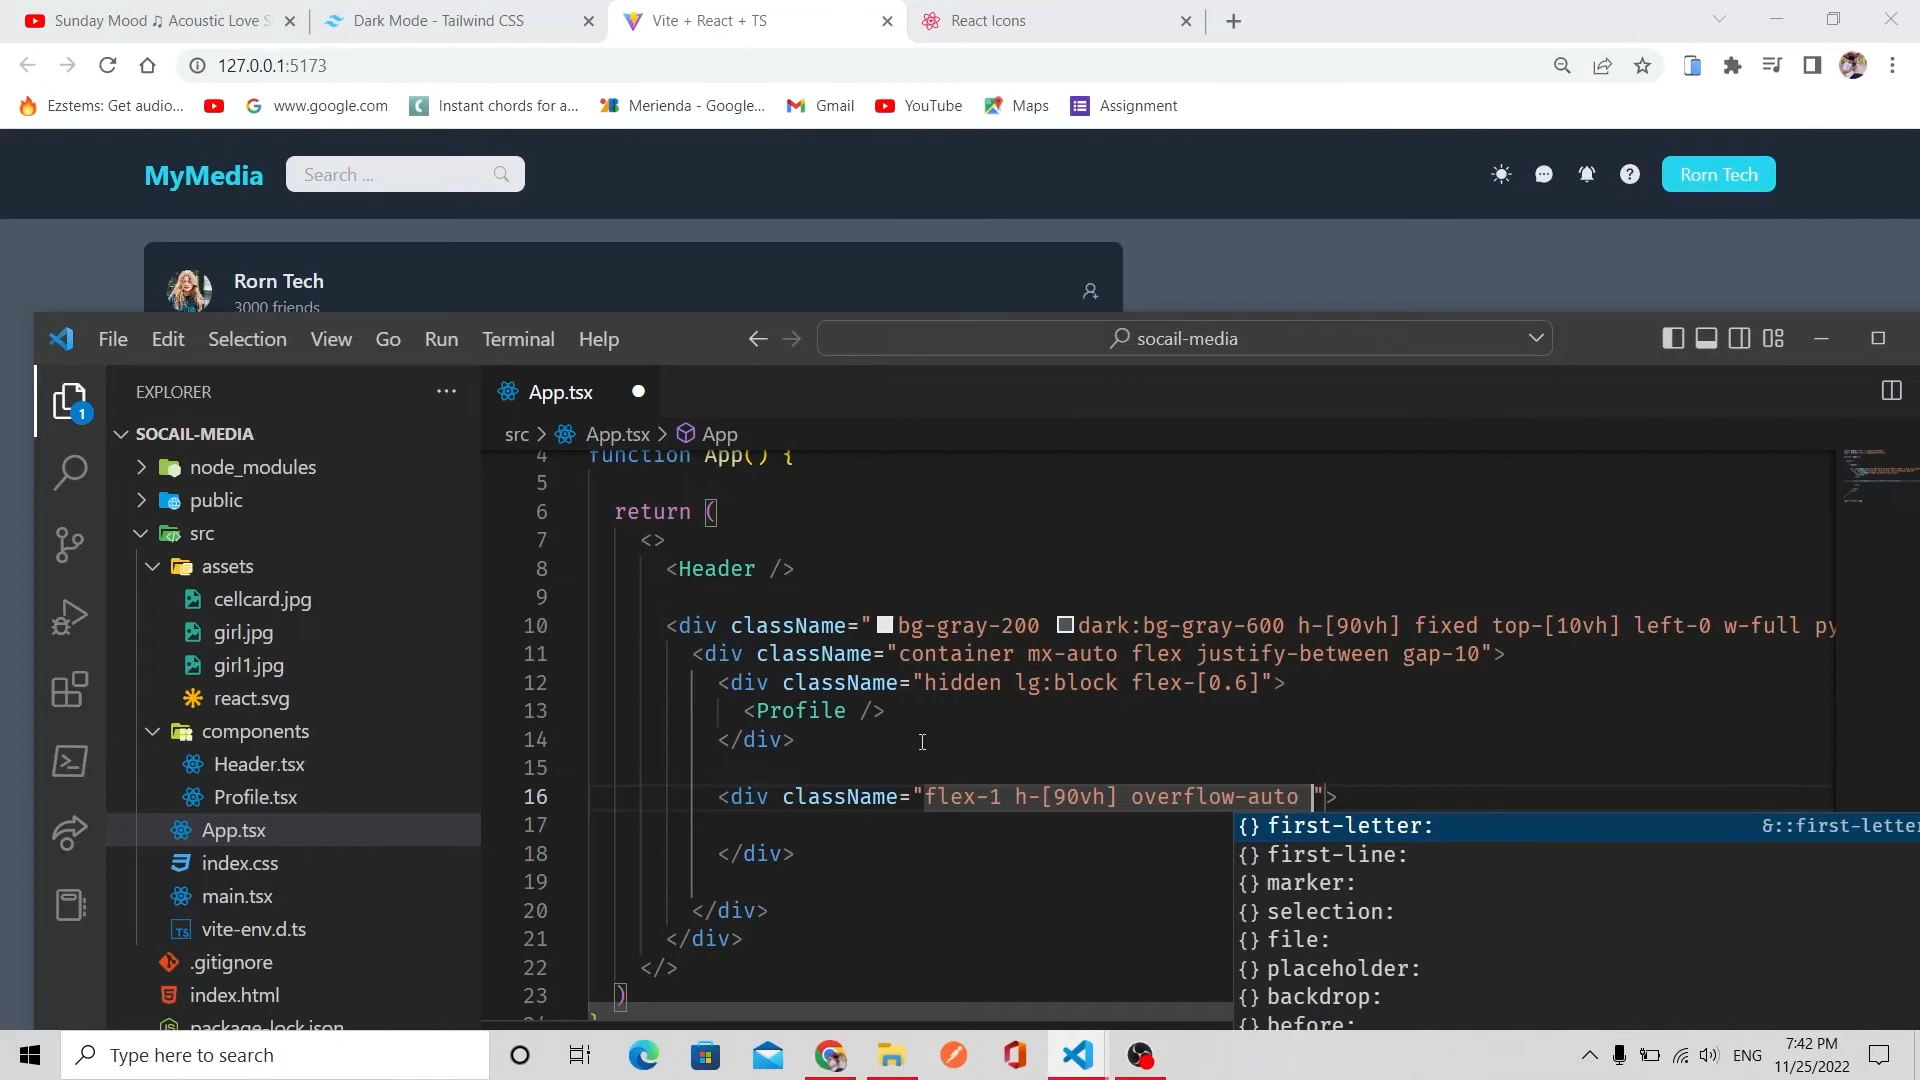 Sunday Mood ♫ Acoustic Love S
Dark Mode - Tailwind CSS
Vite + React + TS
React Icons
127.0.0.1:5173
Ezstems: Get audio...
www.google.com
Instant chords for a...
Merienda - Google...
Gmail
YouTube
Maps
Assignment
MyMedia
Search ...
Rorn Tech
Rorn Tech
3000 friends
File Edit Selection View Go Run Terminal Help
socail-media
EXPLORER
App.tsx
1
SOCAIL-MEDIA
node_modules
public
src
assets
cellcard.jpg
girl.jpg
girl1.jpg
react.svg
components
Header.tsx
Profile.tsx
App.tsx
index.css
main.tsx
TS vite-env.d.ts
.gitignore
index.html
package-lock.json
src > App.tsx > App
4 function App() {
5
6 return (
7 <>
8 <Header />
9
10 <div className="bg-gray-200 dark:bg-gray-600 h-[90vh] fixed top-[10vh] left-0 w-full py
11 <div className="container mx-auto flex justify-between gap-10">
12 <div className="hidden lg:block flex-[0.6]">
13 <Profile />
14 </div>
15
16 <div className="flex-1 h-[90vh] overflow-auto ">
17
18 </div>
19
20 </div>
21 </div>
22 </>
23 )
24 }
{} first-letter: &::first-letter
{} first-line:
{} marker:
{} selection:
{} file:
{} placeholder:
{} backdrop:
{} before:
Type here to search
ENG
7:42 PM
11/25/2022